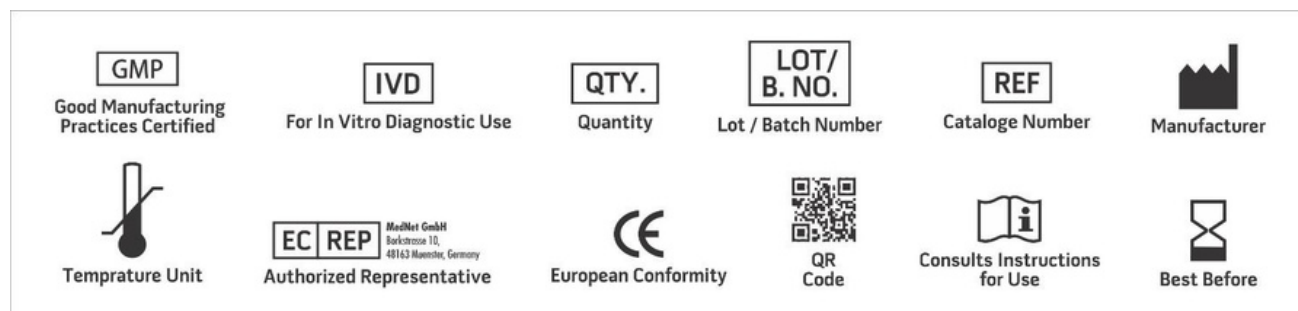 GMP
Good Manufacturing
Practices Certified
IVD
For In Vitro Diagnostic Use
QTY.
Quantity
LOT/
B. NO.
Lot / Batch Number
REF
Cataloge Number
Manufacturer
Temprature Unit
EC REP
MedNet GmbH
Borkstrasse 10,
48163 Muenster, Germany
Authorized Representative
CE
European Conformity
QR
Code
i
Consults Instructions
for Use
Best Before